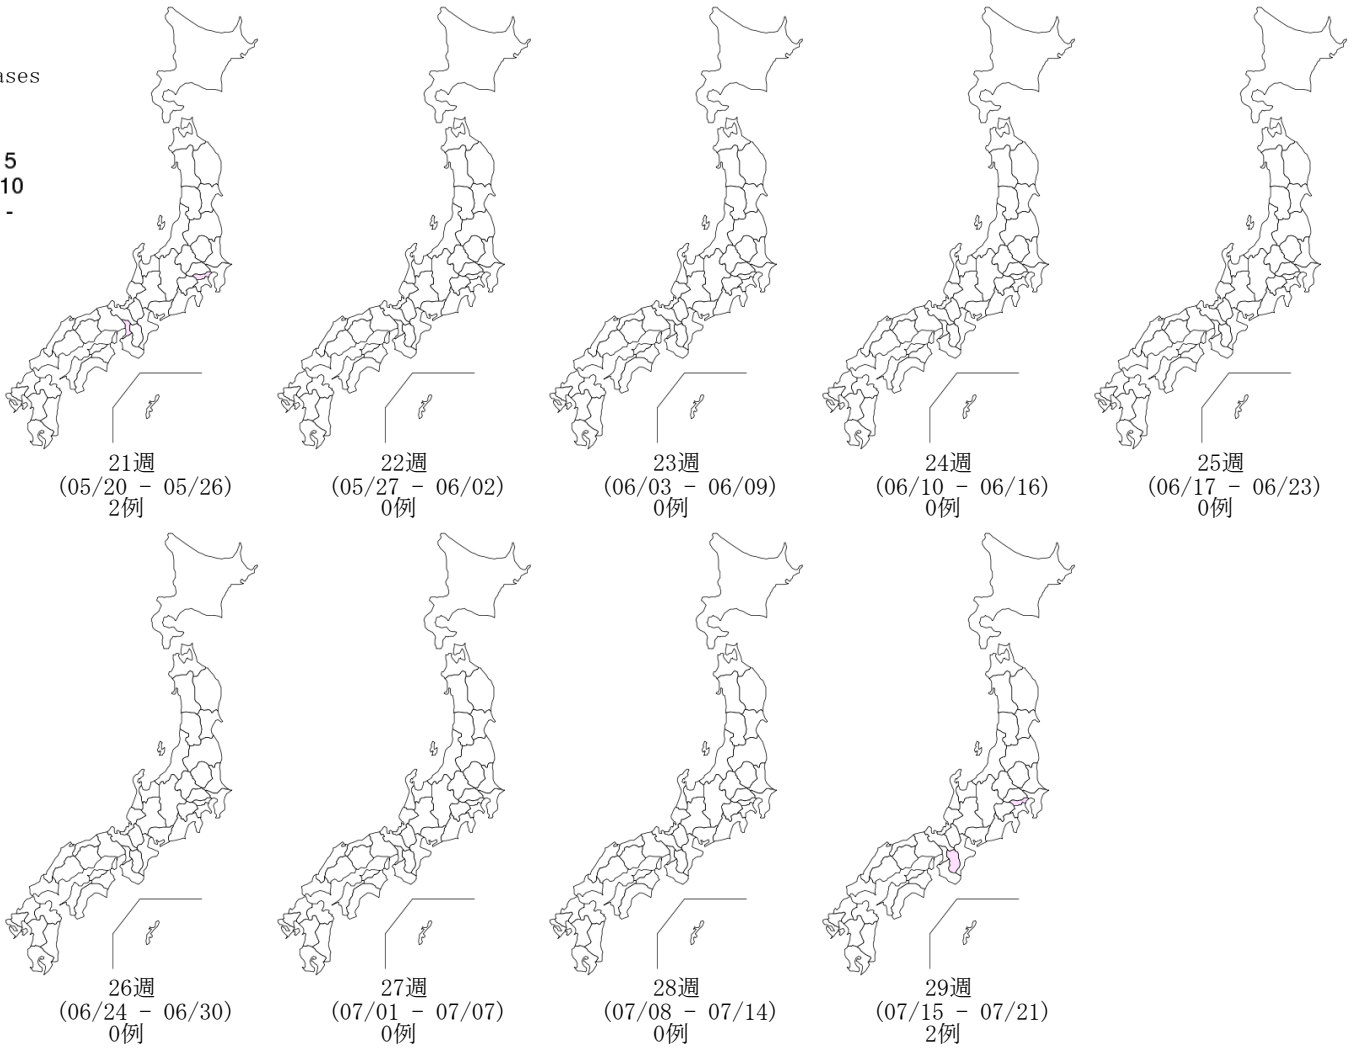 ases
5
10
-
21週
(05/20 - 05/26)
2例
22週
(05/27 - 06/02)
0例
23週
(06/03 - 06/09)
0例
24週
(06/10 - 06/16)
0例
25週
(06/17 - 06/23)
0例
26週
(06/24 - 06/30)
0例
27週
(07/01 - 07/07)
0例
28週
(07/08 - 07/14)
0例
29週
(07/15 - 07/21)
2例